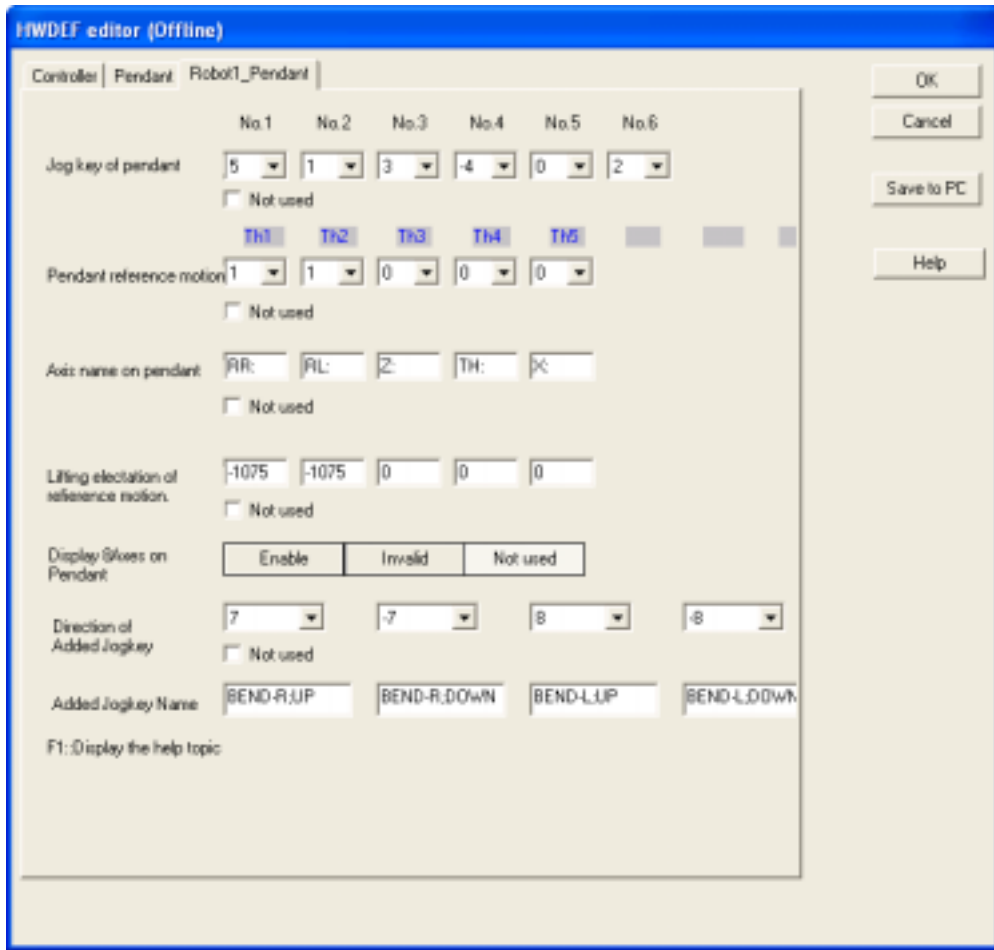 HWDEF editor (Offline)
Controller Pendant Robot1_Pendant
OK
Cancel
Save to PC
Help
No.1 No.2 No.3 No.4 No.5 No.6
Jog key of pendant 5 1 3 -4 0 2
Not used
Th1 Th2 Th3 Th4 Th5
Pendant reference motion 1 1 0 0 0
Not used
Axis name on pendant RR: RL: Z: TH: X:
Not used
Lifting electation of -1075 -1075 0 0 0
reference motion.
Not used
Display 8Axes on
Pendant
Enable Invalid Not used
Direction of
Added Jogkey
7 -7 8 -8
Not used
Added Jogkey Name BEND-R;UP BEND-R;DOWN BEND-L;UP BEND-L;DOWN
F1::Display the help topic